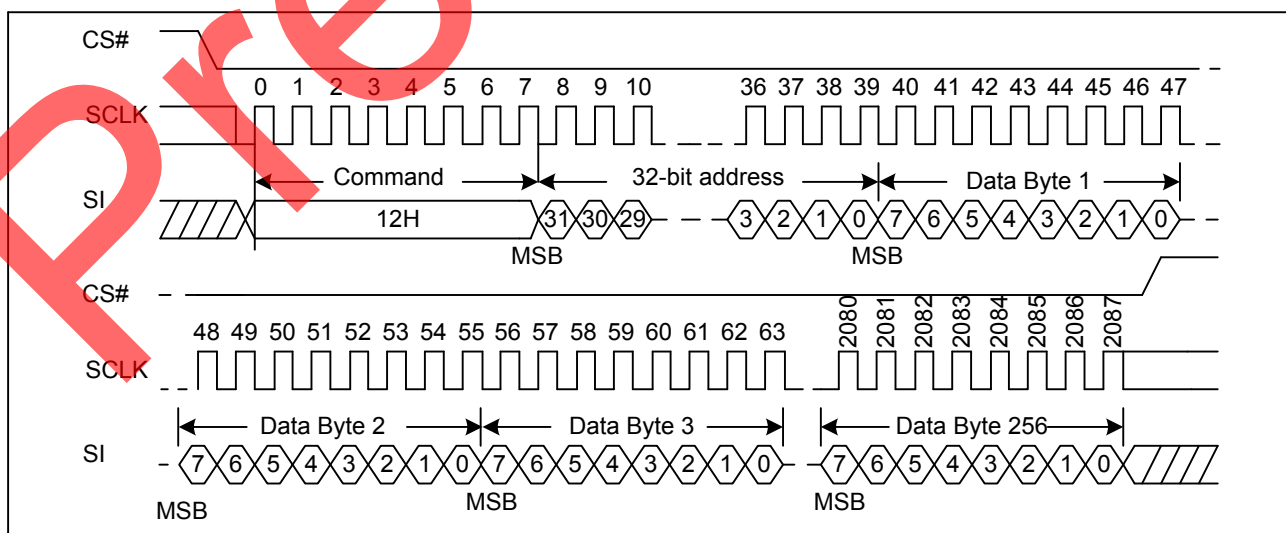 CS#
0 1 2 3 4 5 6 7 8 9 10 36 37 38 39 40 41 42 43 44 45 46 47
SCLK
Command 32-bit address Data Byte 1
SI
12H 31 30 29 3 2 1 0 7 6 5 4 3 2 1 0
MSB MSB
CS#
48 49 50 51 52 53 54 55 56 57 58 59 60 61 62 63 2080 2081 2082 2083 2084 2085 2086 2087
SCLK
Data Byte 2 Data Byte 3 Data Byte 256
SI
7 6 5 4 3 2 1 0 7 6 5 4 3 2 1 0 7 6 5 4 3 2 1 0
MSB MSB MSB
Pre